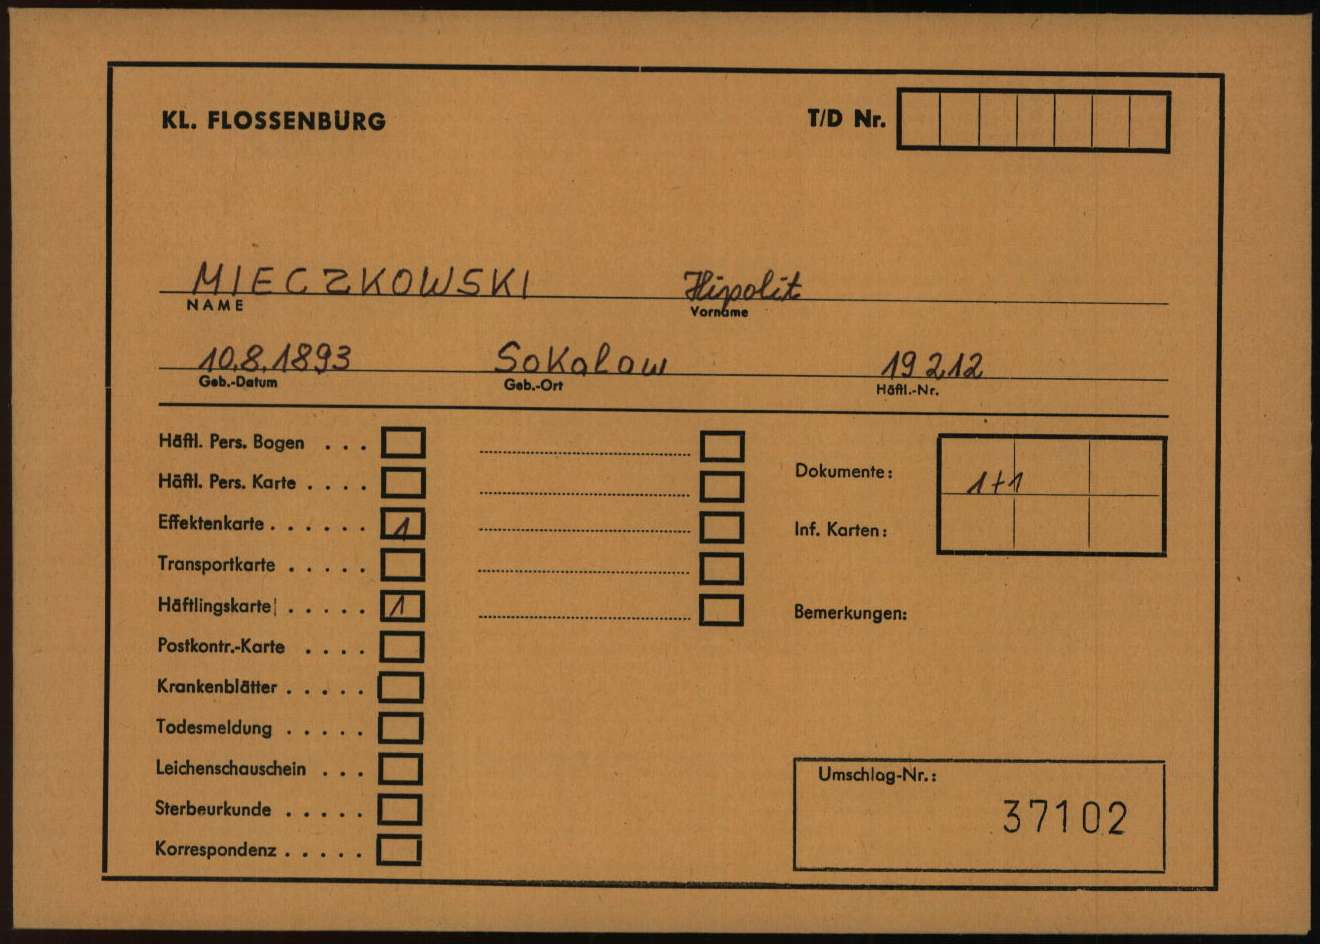 KL. FLOSSENBÜRG
T/D Nr.
MIECZKOWSKI Hipolit
NAME Vorname
10.8.1893 Sokalow 19212
Geb.-Datum Geb.-Ort Häftl.-Nr.
Häftl. Pers. Bogen . . .
Häftl. Pers. Karte . . . .
Effektenkarte . . . . . . 1
Transportkarte . . . . .
Häftlingskarte . . . . . 1
Postkontr.-Karte . . . .
Krankenblätter . . . . .
Todesmeldung . . . . .
Leichenschauschein . . .
Sterbeurkunde . . . . .
Korrespondenz . . . . .
Dokumente: 1+1
Inf. Karten:
Bemerkungen:
Umschlag-Nr.:
37102